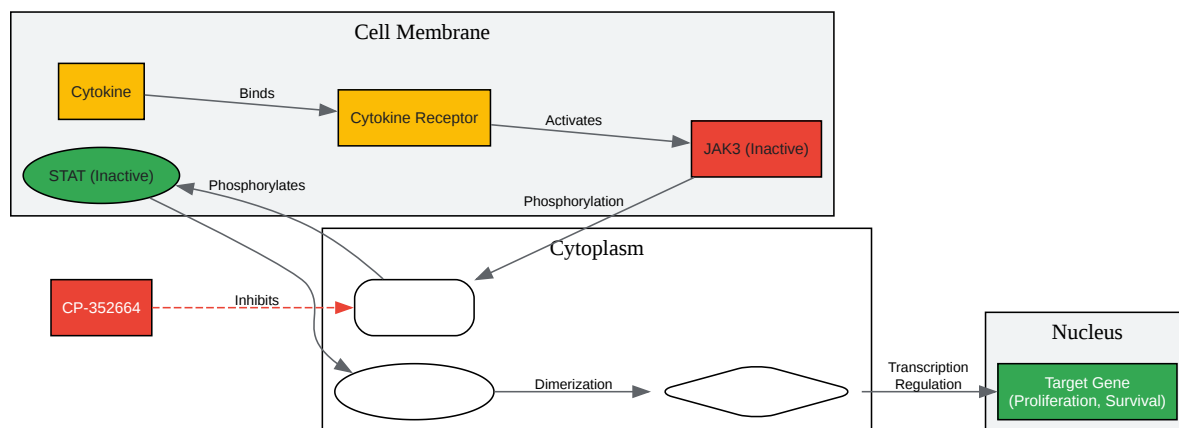 Cell Membrane
Cytokine
Binds
Cytokine Receptor
Activates
JAK3 (Inactive)
STAT (Inactive)
Phosphorylates
Phosphorylation
Cytoplasm
CP-352664
Inhibits
Dimerization
Transcription
Regulation
Nucleus
Target Gene
(Proliferation, Survival)